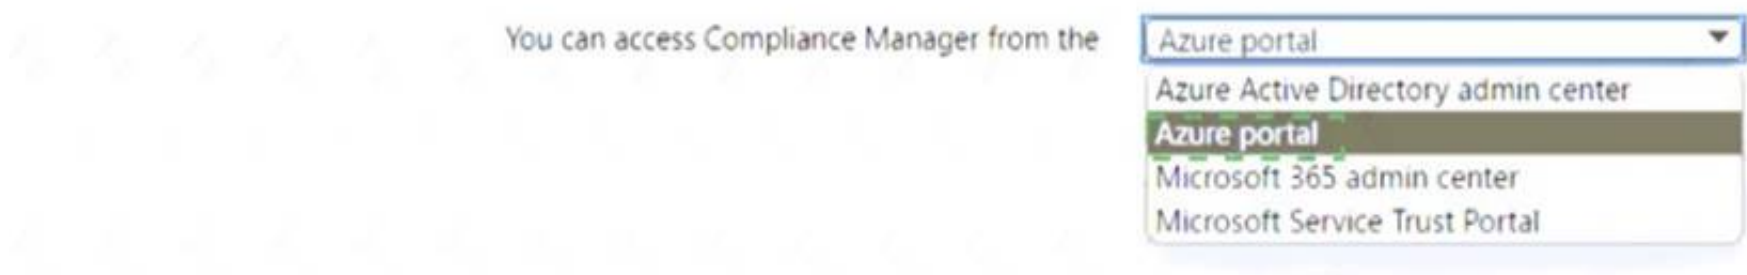 You can access Compliance Manager from the Azure portal
Azure Active Directory admin center
Azure portal
Microsoft 365 admin center
Microsoft Service Trust Portal